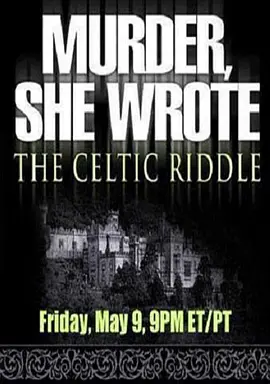 MURDER,
SHE WROTE
THE CELTIC RIDDLE
Friday, May 9, 9PM ET/PT